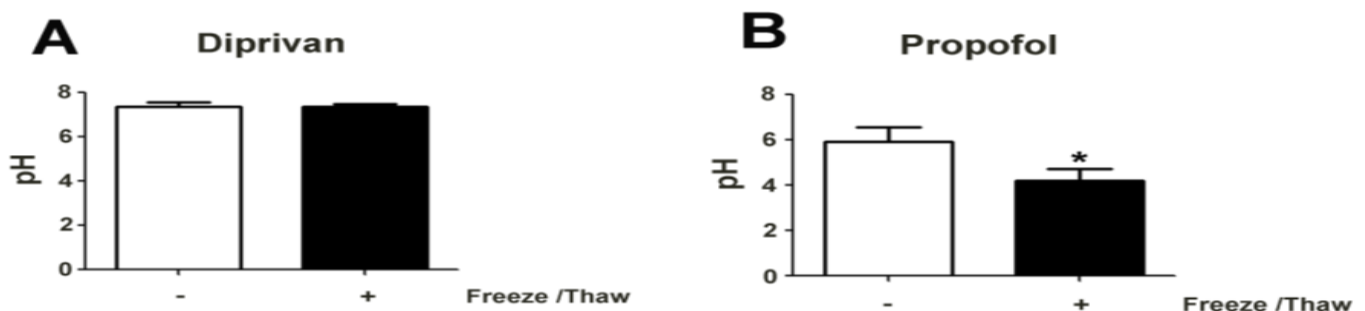 A
Diprivan
8
6
4
2
0
pH
- + Freeze /Thaw
B
Propofol
8
6
4
2
0
pH
*
- + Freeze /Thaw